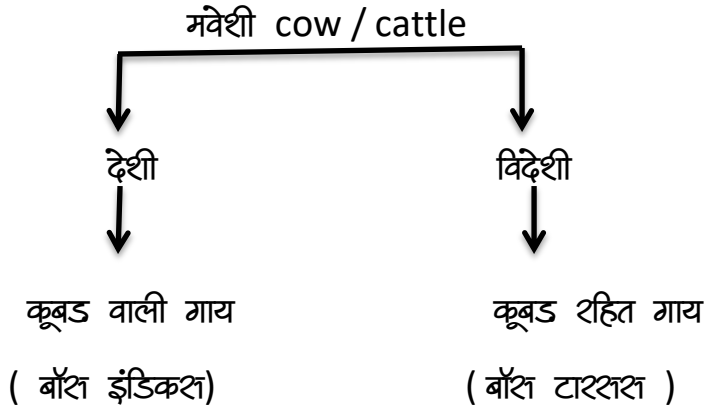 मवेशी cow / cattle
देशी विदेशी
कूबड वाली गाय कूबड रहित गाय
( बॉस इंडिकस) ( बॉस टारसस )